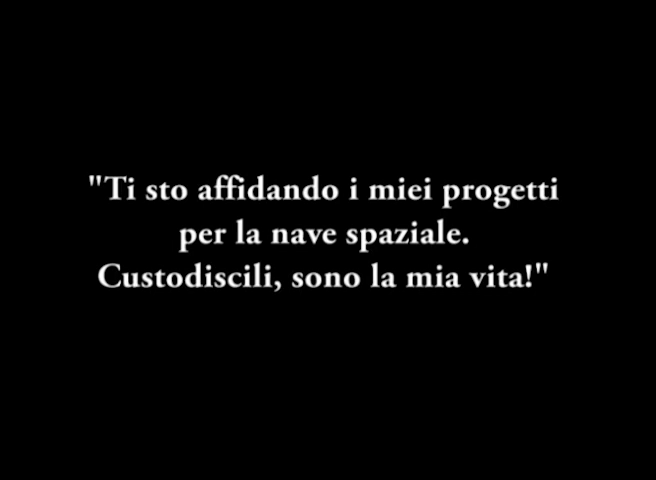 "Ti sto affidando i miei progetti
per la nave spaziale.
Custodiscili, sono la mia vita!"